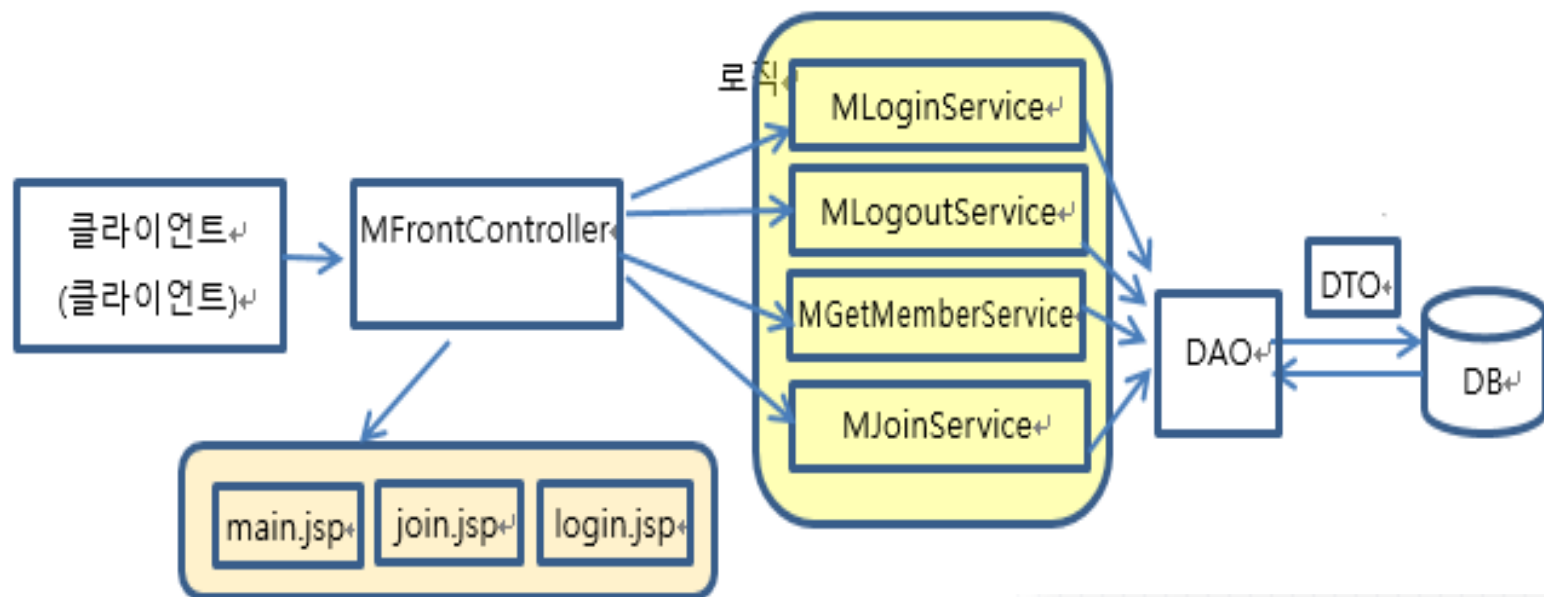 로직
MLoginService
MLogoutService
MGetMemberService
MJoinService
클라이언트
(클라이언트)
MFrontController
DTO
DAO
DB
main.jsp
join.jsp
login.jsp